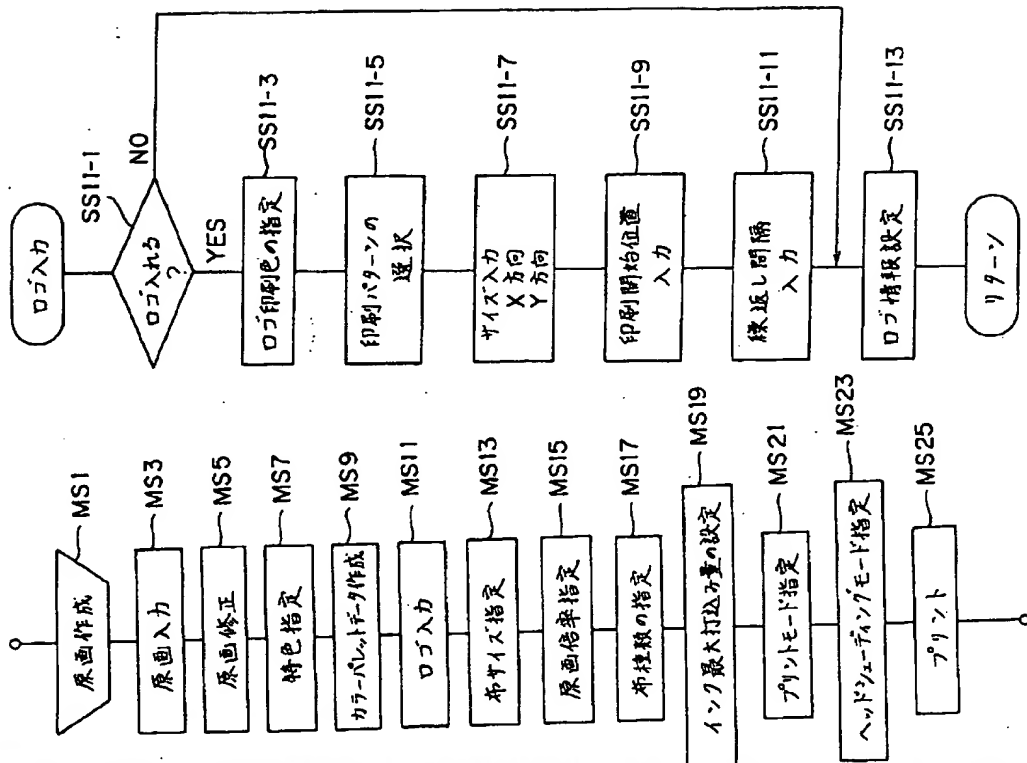 原画作成
MS1
原画入力
MS3
原画修正
MS5
特色指定
MS7
カラーパレットデータ作成
MS9
ロゴ入力
MS11
布サイズ指定
MS13
原画倍率指定
MS15
布種類の指定
MS17
インク最大打込み量の設定
MS19
プリントモード指定
MS21
ヘッドシェーディングモード指定
MS23
プリント
MS25
ロゴ入力
ロゴ入れる
?
SS11-1
NO
YES
ロゴ印刷色の指定
SS11-3
印刷パターンの
選択
SS11-5
サイズ入力
X 方向
Y 方向
SS11-7
印刷開始位置
入力
SS11-9
繰返し間隔
入力
SS11-11
ロゴ情報設定
SS11-13
リターン